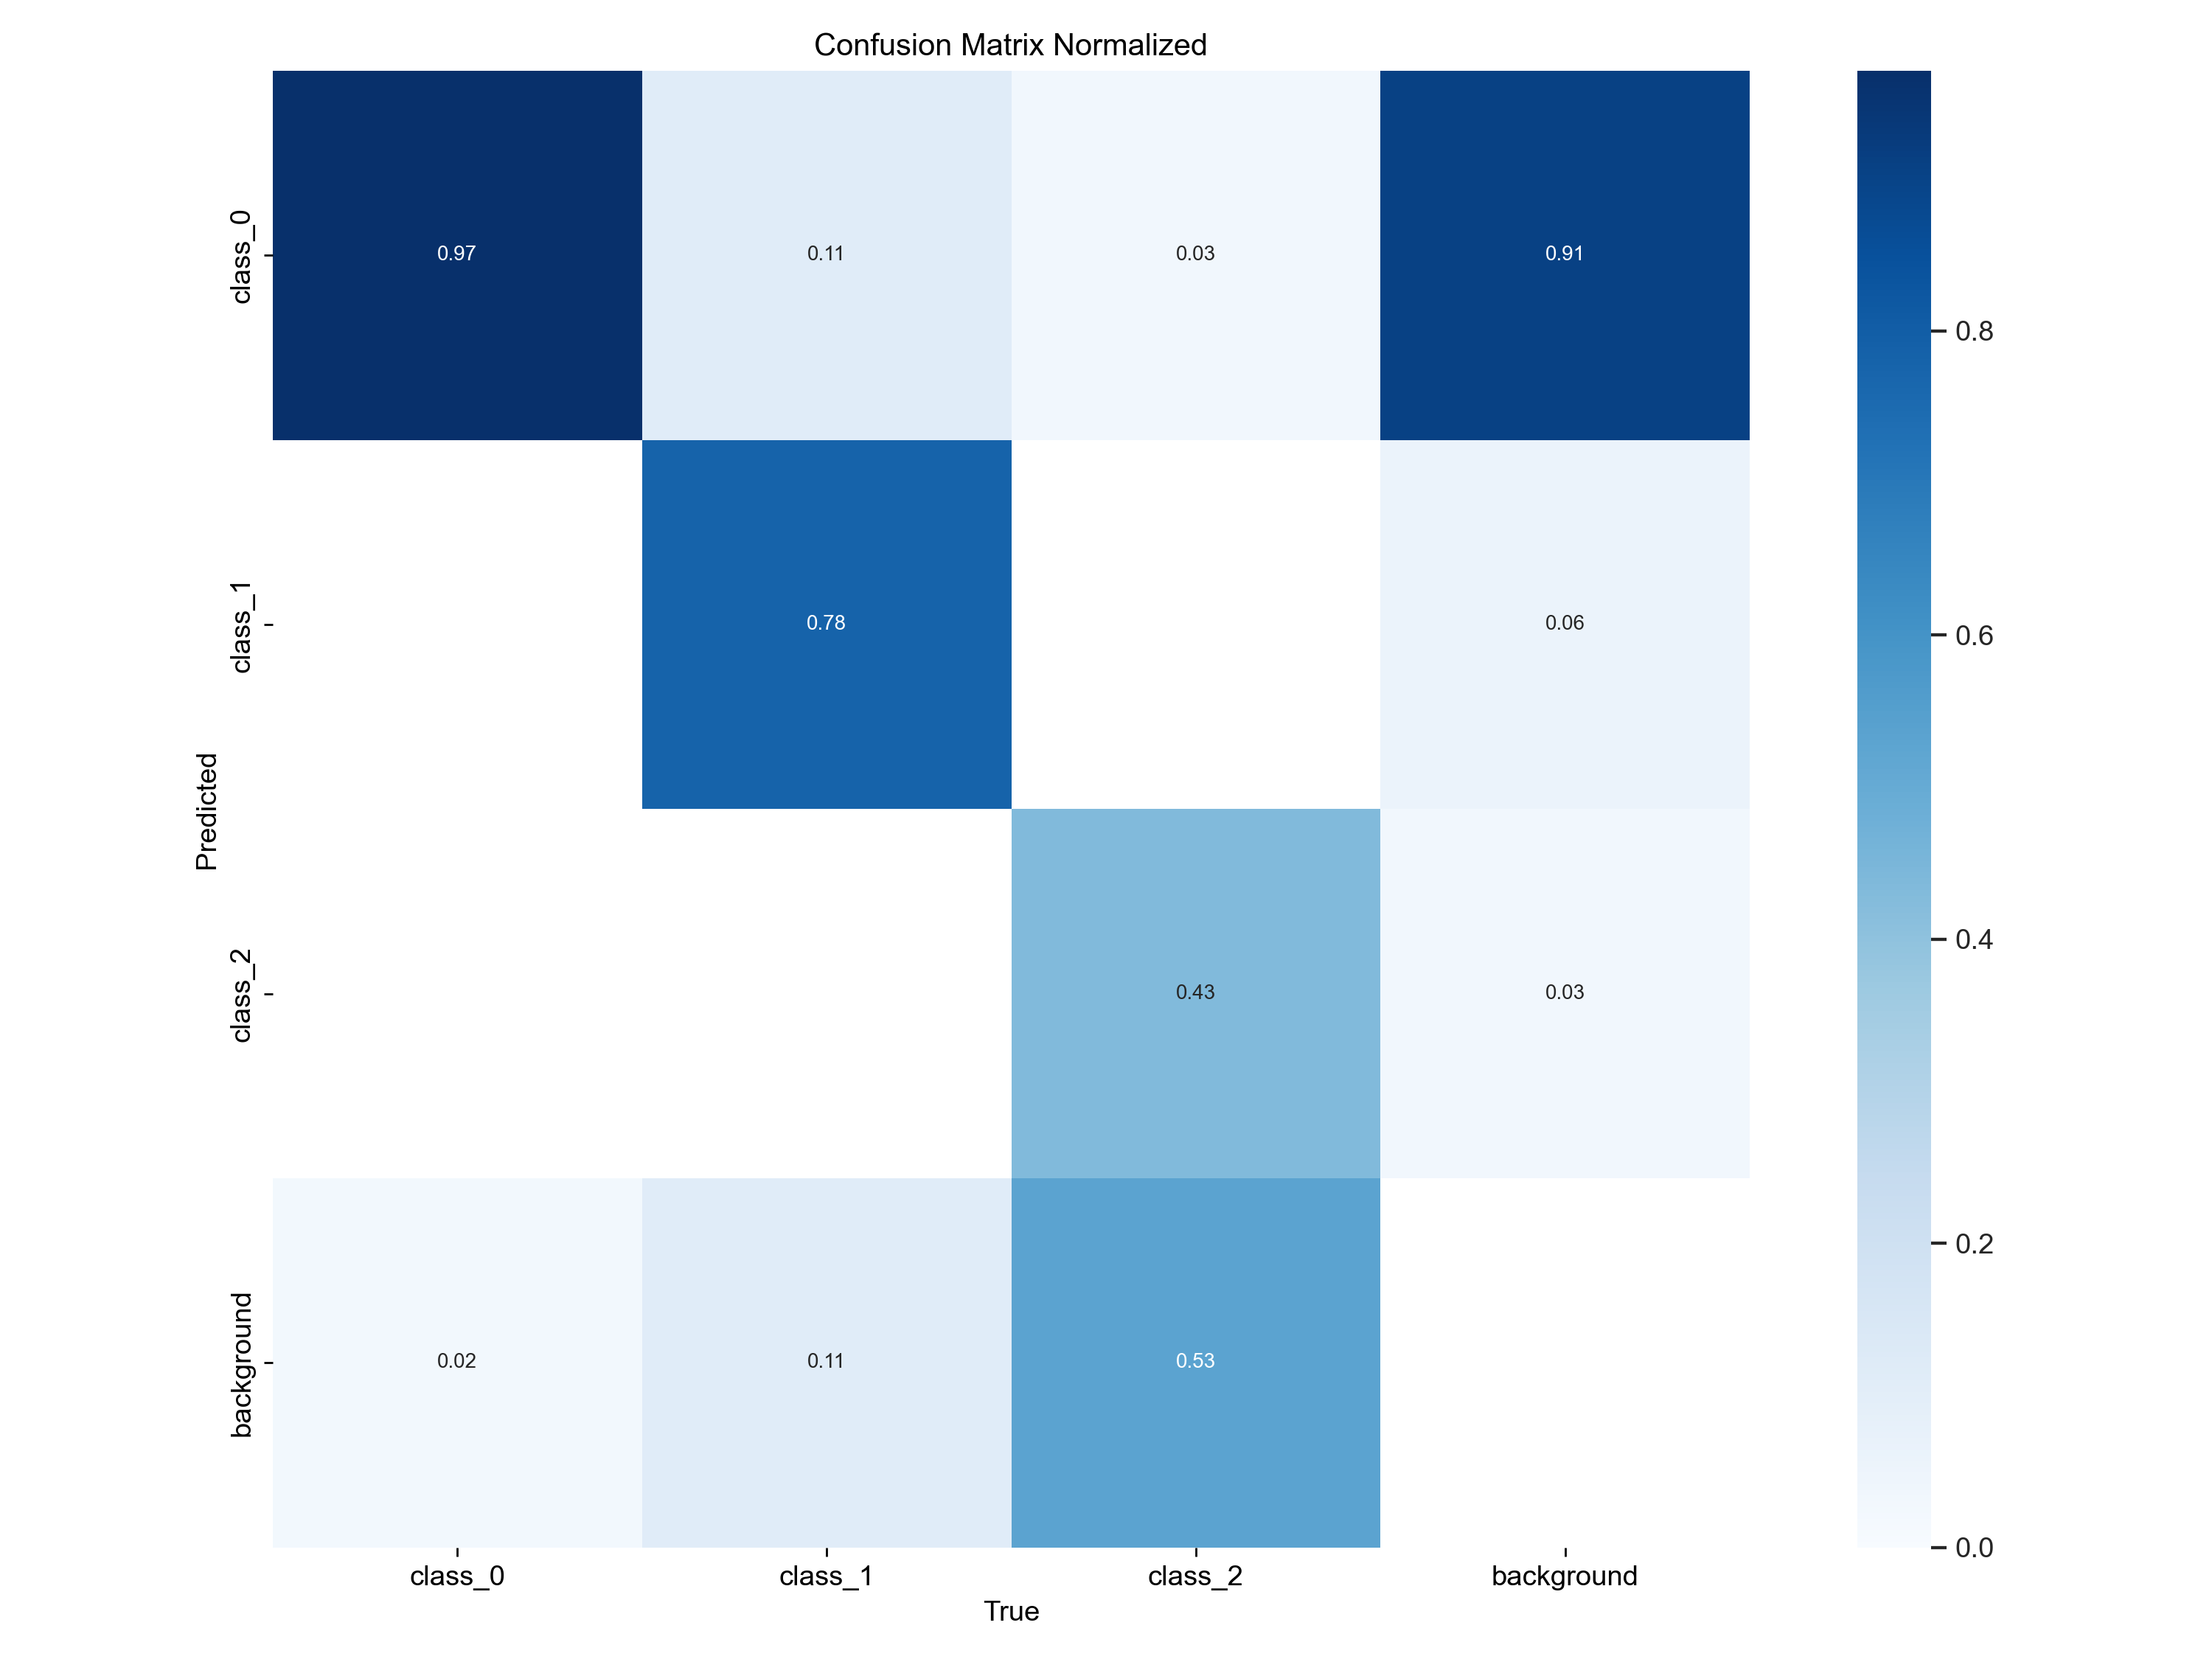 Confusion Matrix Normalized
class_0
0.97
0.11
0.03
0.91
0.8
class_1
0.78
0.06
0.6
Predicted
class_2
0.43
0.03
0.4
background
0.02
0.11
0.53
0.2
0.0
class_0
class_1
class_2
background
True